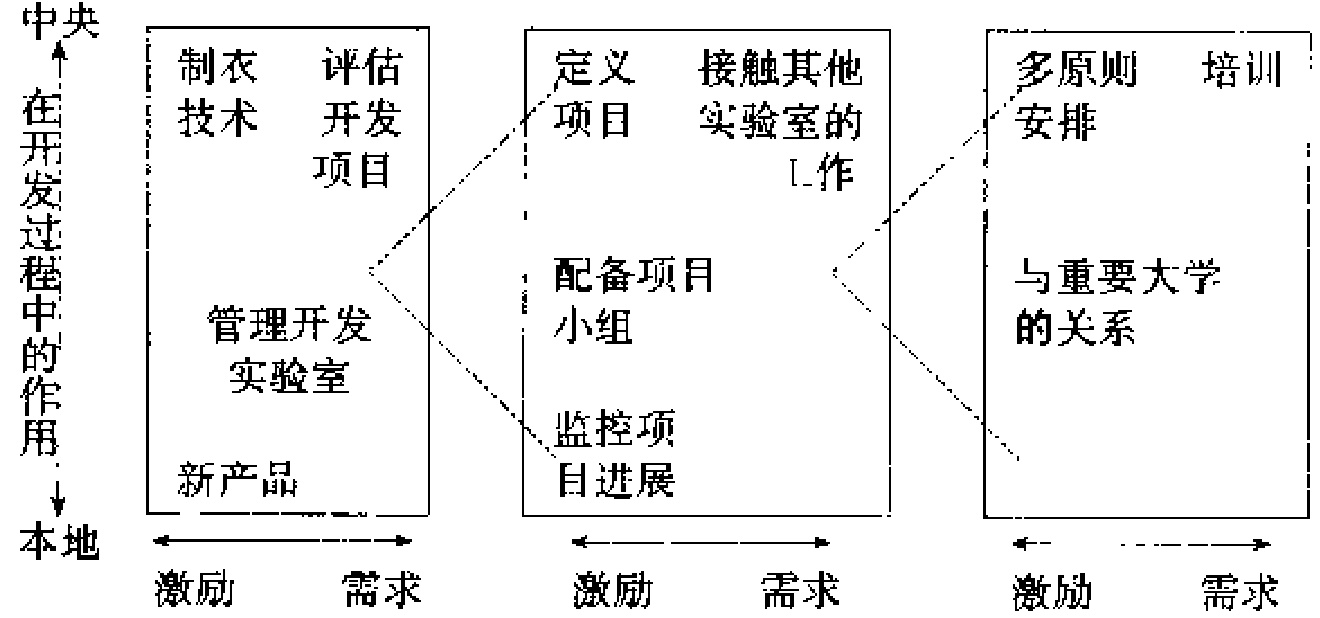 中央
在开发过程中的作用
本地
制衣
技术
评估
开发
项目
管理开发
实验室
新产品
激励
需求
定义
项目
接触其他
实验室的
工作
配备项目
小组
监控项
目进展
激励
需求
多原则
安排
培训
与重要大学
的关系
激励
需求